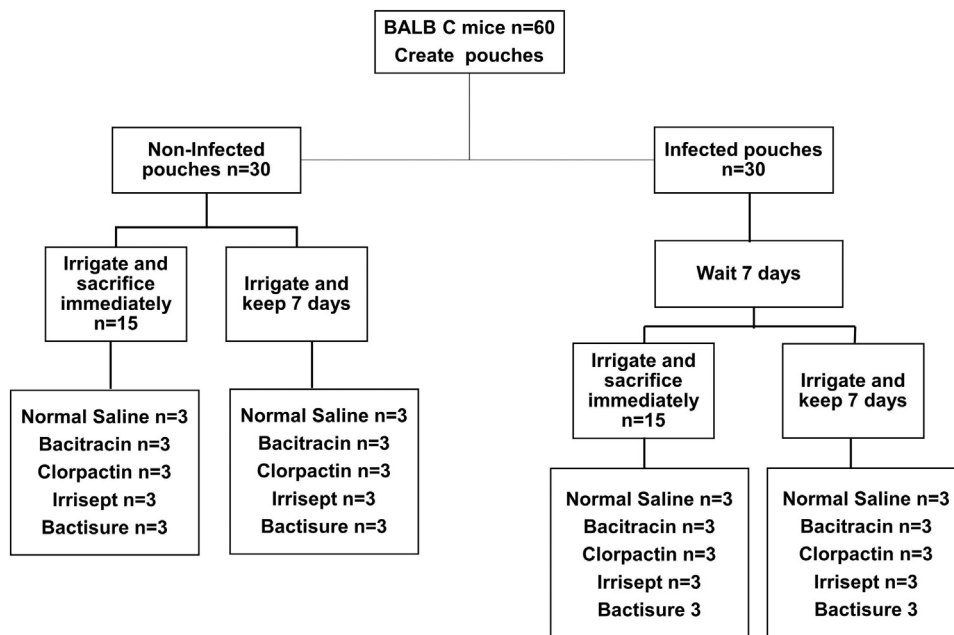 BALB C mice n=60
Create pouches
Non-Infected
pouches n=30
Infected pouches
n=30
Irrigate and
sacrifice
immediately
n=15
Irrigate and
keep 7 days
Wait 7 days
Normal Saline n=3
Bacitracin n=3
Clorpactin n=3
Irrisept n=3
Bactisure n=3
Normal Saline n=3
Bacitracin n=3
Clorpactin n=3
Irrisept n=3
Bactisure n=3
Irrigate and
sacrifice
immediately
n=15
Irrigate and
keep 7 days
Normal Saline n=3
Bacitracin n=3
Clorpactin n=3
Irrisept n=3
Bactisure 3
Normal Saline n=3
Bacitracin n=3
Clorpactin n=3
Irrisept n=3
Bactisure 3